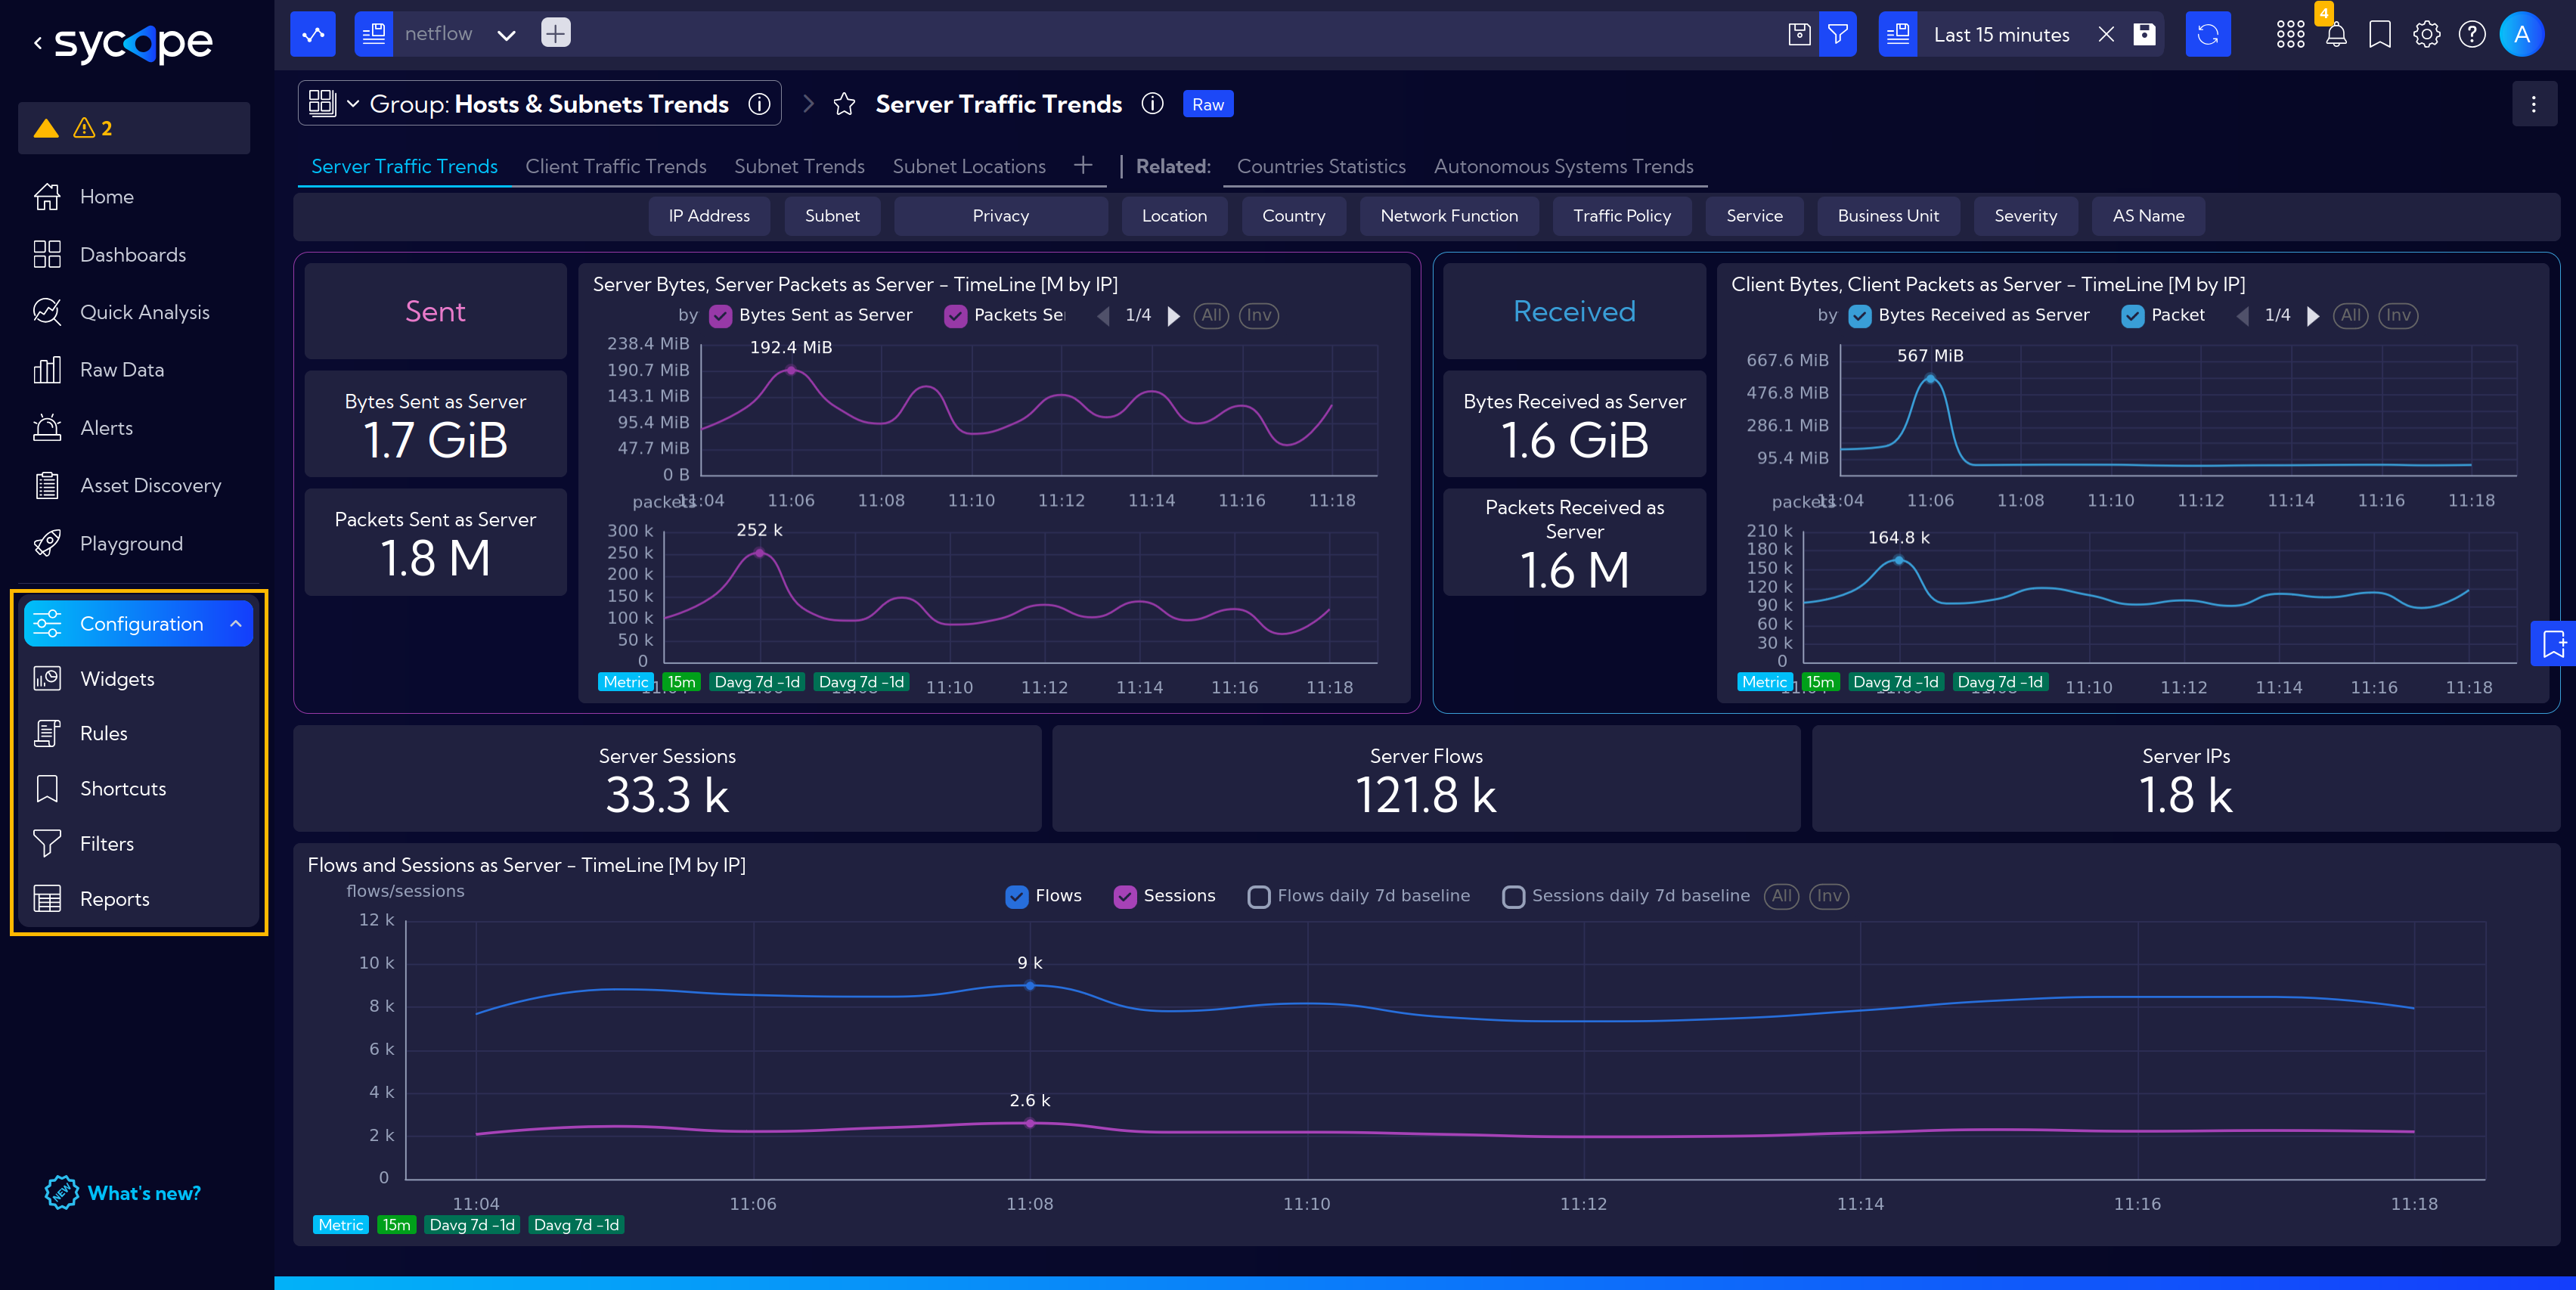 sycope
netflow
Last 15 minutes
4
A
2
Home
Dashboards
Quick Analysis
Raw Data
Alerts
Asset Discovery
Playground
Configuration
Widgets
Rules
Shortcuts
Filters
Reports
NEW What's new?
Group: Hosts & Subnets Trends
Server Traffic Trends
Raw
Server Traffic Trends Client Traffic Trends Subnet Trends Subnet Locations Related: Countries Statistics Autonomous Systems Trends
IP Address Subnet Privacy Location Country Network Function Traffic Policy Service Business Unit Severity AS Name
Sent
Bytes Sent as Server
1.7 GiB
Packets Sent as Server
1.8 M
Server Bytes, Server Packets as Server - TimeLine [M by IP]
by Bytes Sent as Server Packets Se 1/4 All Inv
238.4 MiB
190.7 MiB
143.1 MiB
95.4 MiB
47.7 MiB
0 B
192.4 MiB
11:04 11:06 11:08 11:10 11:12 11:14 11:16 11:18
packets
300 k
250 k
200 k
150 k
100 k
50 k
0
252 k
11:10 11:12 11:14 11:16 11:18
Metric 15m Davg 7d -1d Davg 7d -1d
Received
Bytes Received as Server
1.6 GiB
Packets Received as
Server
1.6 M
Client Bytes, Client Packets as Server - TimeLine [M by IP]
by Bytes Received as Server Packet 1/4 All Inv
667.6 MiB
476.8 MiB
286.1 MiB
95.4 MiB
567 MiB
11:04 11:06 11:08 11:10 11:12 11:14 11:16 11:18
packets
210 k
180 k
150 k
120 k
90 k
60 k
30 k
0
164.8 k
11:10 11:12 11:14 11:16 11:18
Metric 15m Davg 7d -1d Davg 7d -1d
Server Sessions
33.3 k
Server Flows
121.8 k
Server IPs
1.8 k
Flows and Sessions as Server - TimeLine [M by IP]
flows/sessions
Flows Sessions Flows daily 7d baseline Sessions daily 7d baseline All Inv
12 k
10 k
8 k
6 k
4 k
2 k
0
9 k
2.6 k
11:04 11:06 11:08 11:10 11:12 11:14 11:16 11:18
Metric 15m Davg 7d -1d Davg 7d -1d